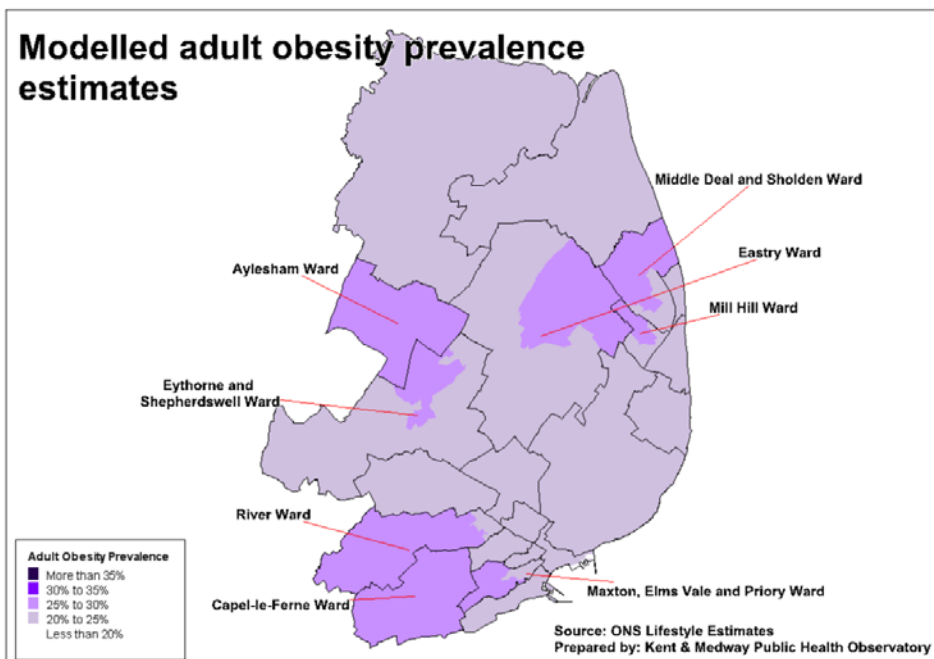 Modelled adult obesity prevalence
estimates
Middle Deal and Sholden Ward
Eastry Ward
Aylesham Ward
Mill Hill Ward
Eythorne and
Shepherdswell Ward
River Ward
Adult Obesity Prevalence
More than 35%
30% to 35%
25% to 30%
20% to 25%
Less than 20%
Capel-le-Ferne Ward
Maxton, Elms Vale and Priory Ward
Source: ONS Lifestyle Estimates
Prepared by: Kent & Medway Public Health Observatory